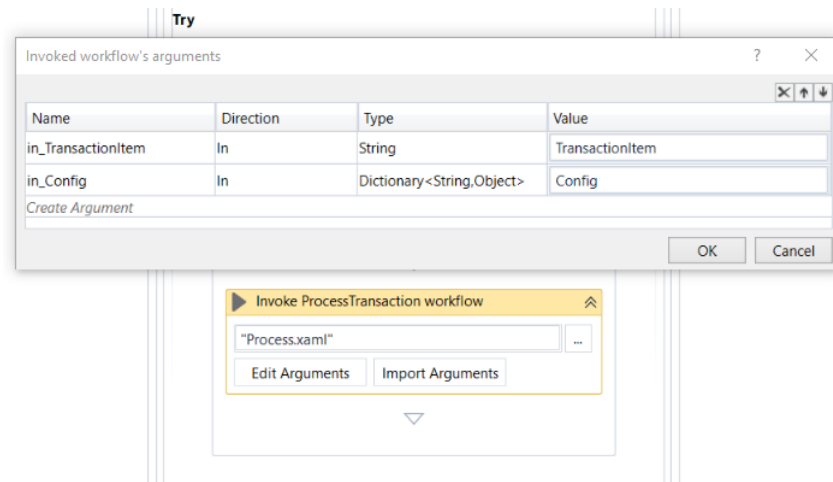 Try
Invoked workflow's arguments ?
Name Direction Type Value
in_TransactionItem In String TransactionItem
in_Config In Dictionary<String,Object> Config
Create Argument
OK Cancel
Invoke ProcessTransaction workflow
"Process.xaml" ...
Edit Arguments Import Arguments